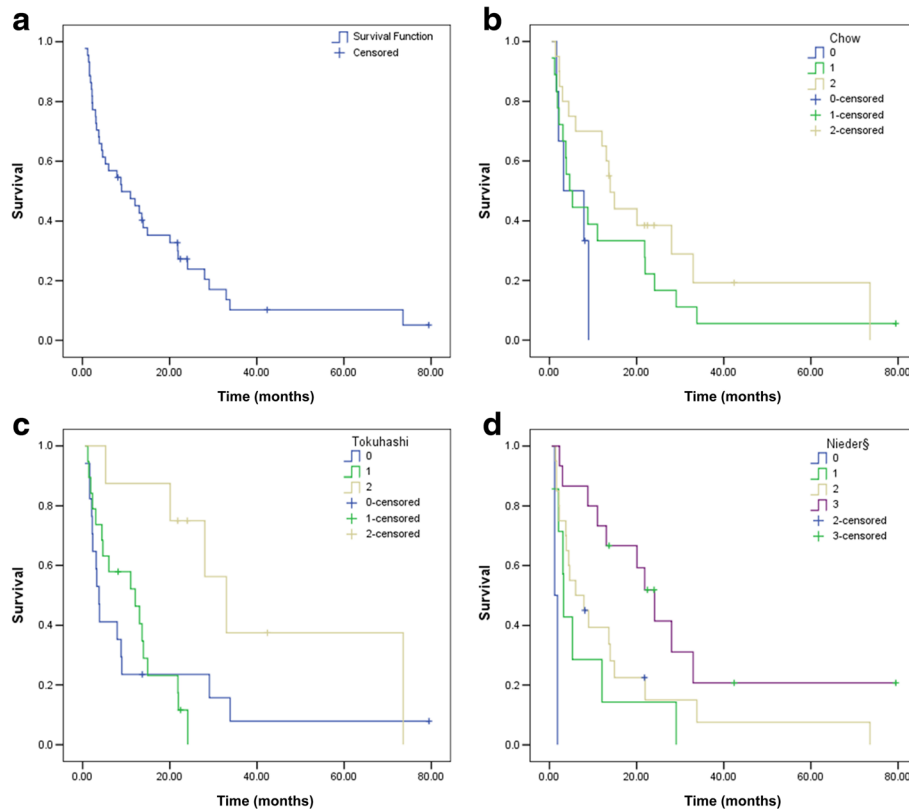 a
Survival
1.0
0.8
0.6
0.4
0.2
0.0
Survival Function
Censored
0.00 20.00 40.00 60.00 80.00
Time (months)
b
Survival
1.0
0.8
0.6
0.4
0.2
0.0
Chow
0
1
2
0-censored
1-censored
2-censored
0.00 20.00 40.00 60.00 80.00
Time (months)
c
Survival
1.0
0.8
0.6
0.4
0.2
0.0
Tokuhashi
0
1
2
0-censored
1-censored
2-censored
0.00 20.00 40.00 60.00 80.00
Time (months)
d
Survival
1.0
0.8
0.6
0.4
0.2
0.0
Nieder§
0
1
2
3
2-censored
3-censored
0.00 20.00 40.00 60.00 80.00
Time (months)